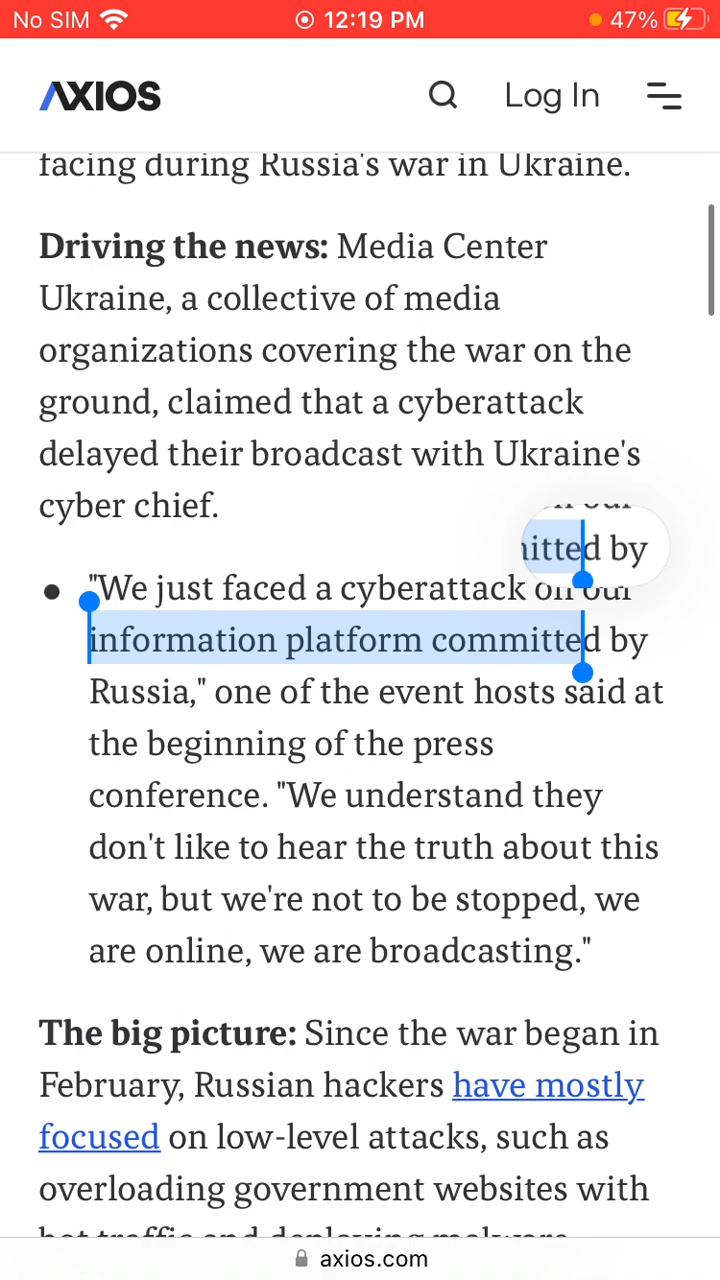 No SIM 12:19 PM 47%
AXIOS Log In
facing during Russia's war in Ukraine.
Driving the news: Media Center
Ukraine, a collective of media
organizations covering the war on the
ground, claimed that a cyberattack
delayed their broadcast with Ukraine's
cyber chief.
itted by
"We just faced a cyberattack on our
information platform committed by
Russia," one of the event hosts said at
the beginning of the press
conference. "We understand they
don't like to hear the truth about this
war, but we're not to be stopped, we
are online, we are broadcasting."
The big picture: Since the war began in
February, Russian hackers have mostly
focused on low-level attacks, such as
overloading government websites with
bot traffic and deploying malware
axios.com